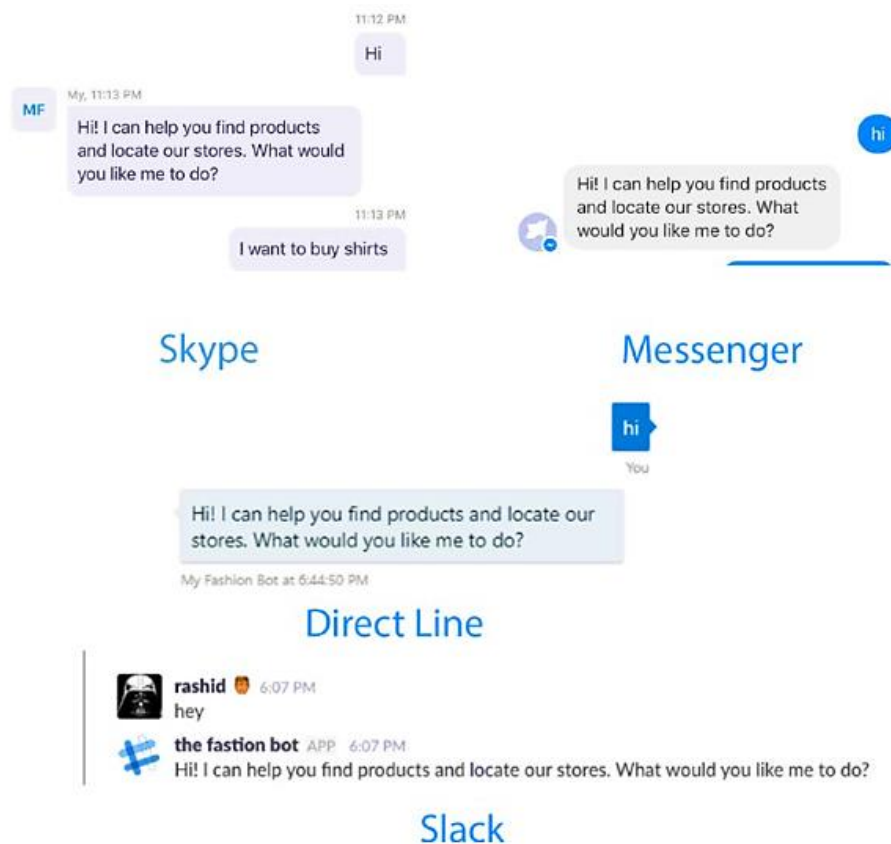 11:12 PM
Hi
MF
My, 11:13 PM
Hi! I can help you find products
and locate our stores. What would
you like me to do?
11:13 PM
I want to buy shirts
Skype
hi
Hi! I can help you find products
and locate our stores. What
would you like me to do?
Messenger
hi
You
Hi! I can help you find products and locate our
stores. What would you like me to do?
My Fashion Bot at 6:44:50 PM
Direct Line
rashid 6:07 PM
hey
the fastion bot APP 6:07 PM
Hi! I can help you find products and locate our stores. What would you like me to do?
Slack